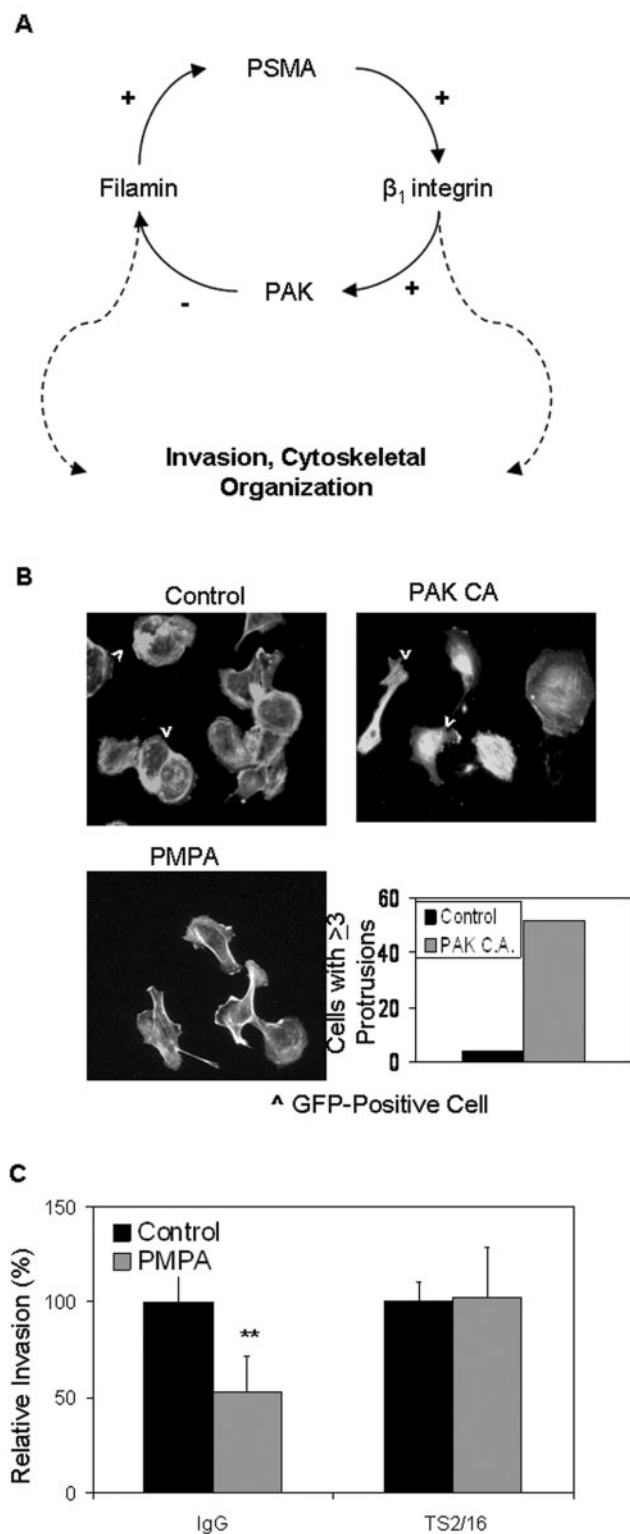 A
PSMA
+
+
Filamin
β1 integrin
PAK
-
+
Invasion, Cytoskeletal
Organization
B
Control
PAK CA
^
v
v
v
PMPA
Cells with ≥3
Protrusions
60
40
20
0
Control
PAK C.A.
^ GFP-Positive Cell
C
Relative Invasion (%)
150
100
50
0
Control
PMPA
**
IgG
TS2/16